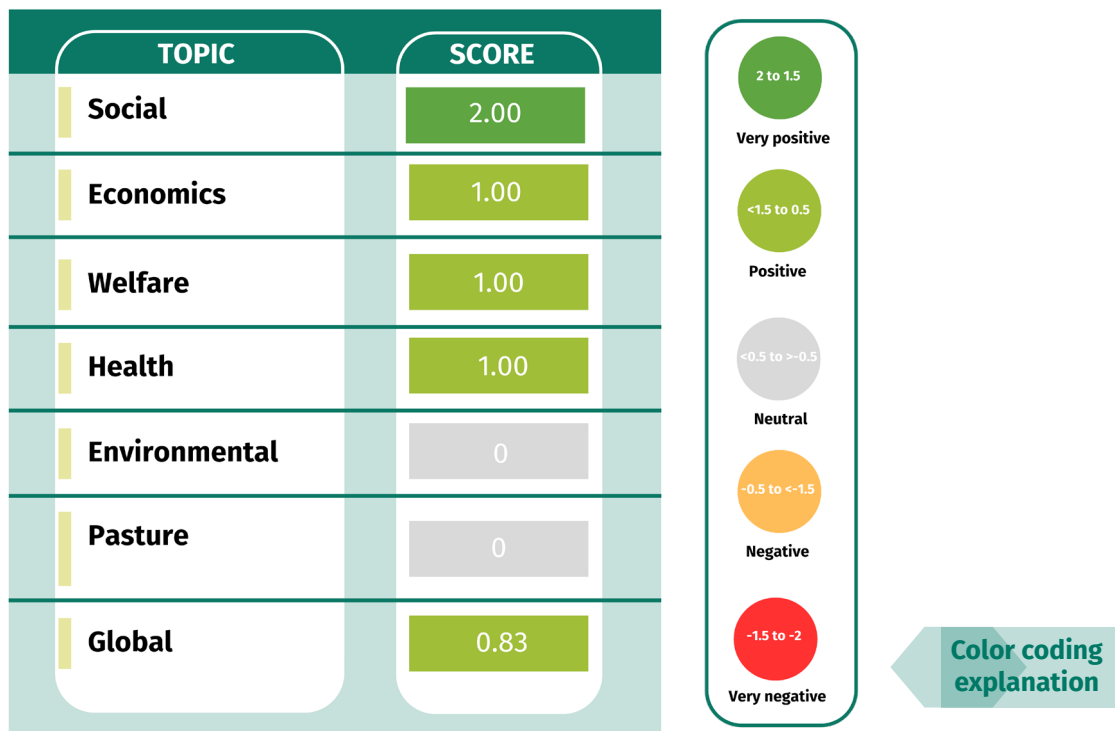 TOPIC SCORE
Social 2.00
Economics 1.00
Welfare 1.00
Health 1.00
Environmental 0
Pasture 0
Global 0.83
2 to 1.5
Very positive
<1.5 to 0.5
Positive
<0.5 to >-0.5
Neutral
-0.5 to <-1.5
Negative
-1.5 to -2
Very negative
Color coding
explanation